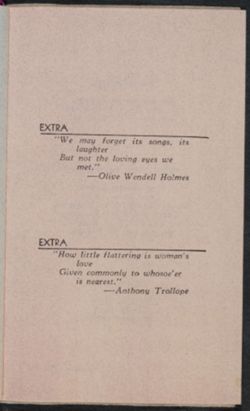 EXTRA
"We may forget its songs, its
laughter
But not the loving eyes we
met."
—Olive Wendell Holmes
EXTRA
"How little flattering is woman's
love
Given commonly to whosoe'er
is nearest."
—Anthony Trollope